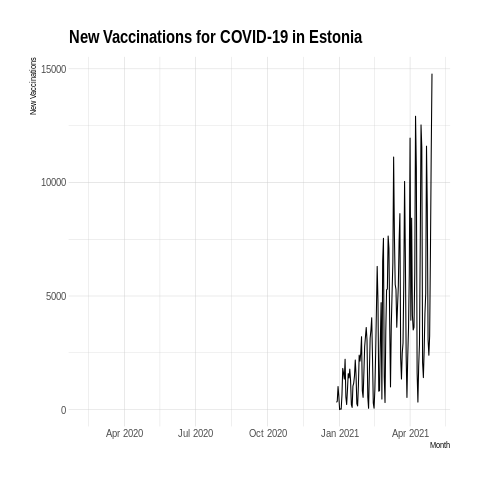 New Vaccinations for COVID-19 in Estonia
New Vaccinations
15000
10000
5000
0
Apr 2020 Jul 2020 Oct 2020 Jan 2021 Apr 2021
Month